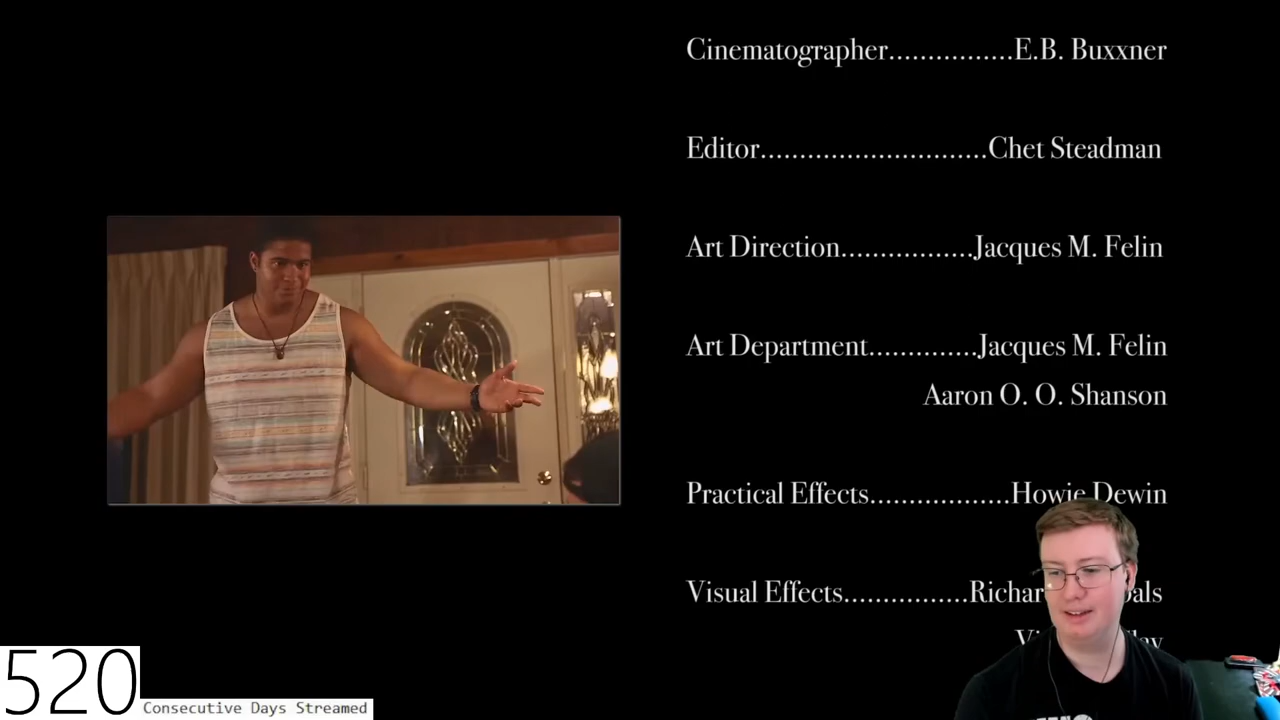 Cinematographer................E.B. Buxxner
Editor.............................Chet Steadman
Art Direction.................Jacques M. Felin
Art Department..............Jacques M. Felin
Aaron O. O. Shanson
Practical Effects..................Howie Dewin
Visual Effects................
520
Consecutive Days Streamed